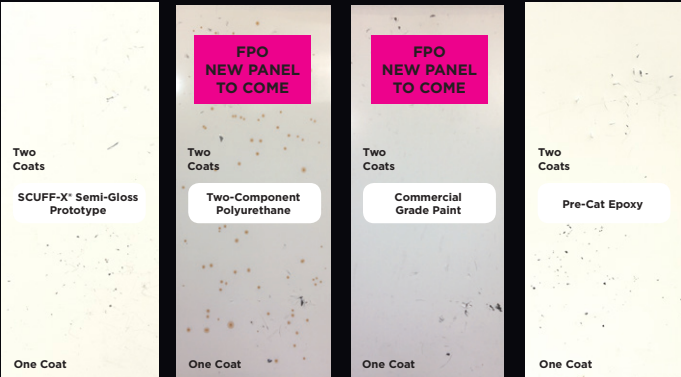 Two
Coats
SCUFF-X® Semi-Gloss
Prototype
One Coat
FPO
NEW PANEL
TO COME
Two
Coats
Two-Component
Polyurethane
One Coat
FPO
NEW PANEL
TO COME
Two
Coats
Commercial
Grade Paint
One Coat
Two
Coats
Pre-Cat Epoxy
One Coat